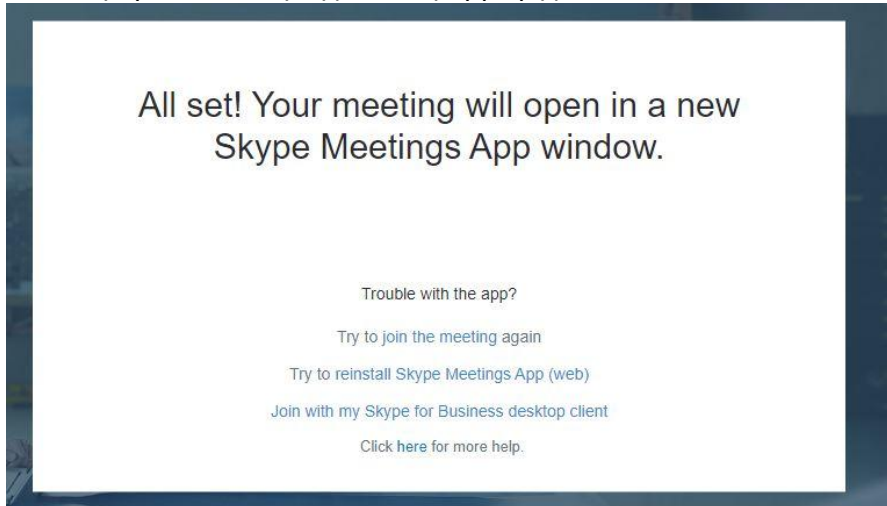 All set! Your meeting will open in a new
Skype Meetings App window.
Trouble with the app?
Try to join the meeting again
Try to reinstall Skype Meetings App (web)
Join with my Skype for Business desktop client
Click here for more help.